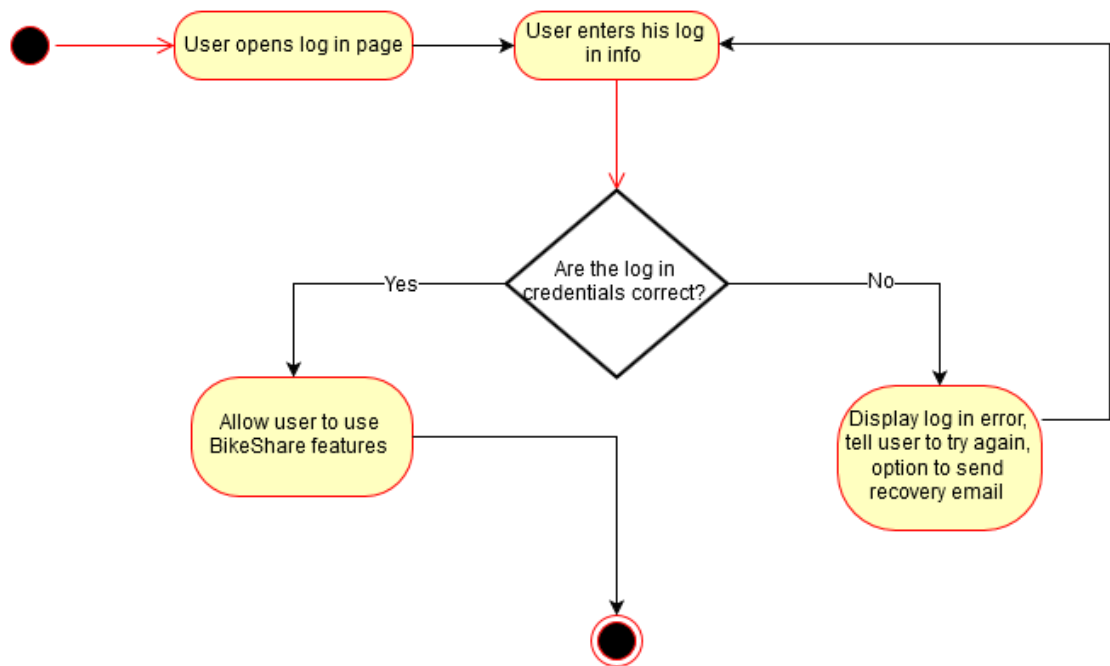 User opens log in page
User enters his log
in info
Are the log in
credentials correct?
Yes
No
Allow user to use
BikeShare features
Display log in error,
tell user to try again,
option to send
recovery email